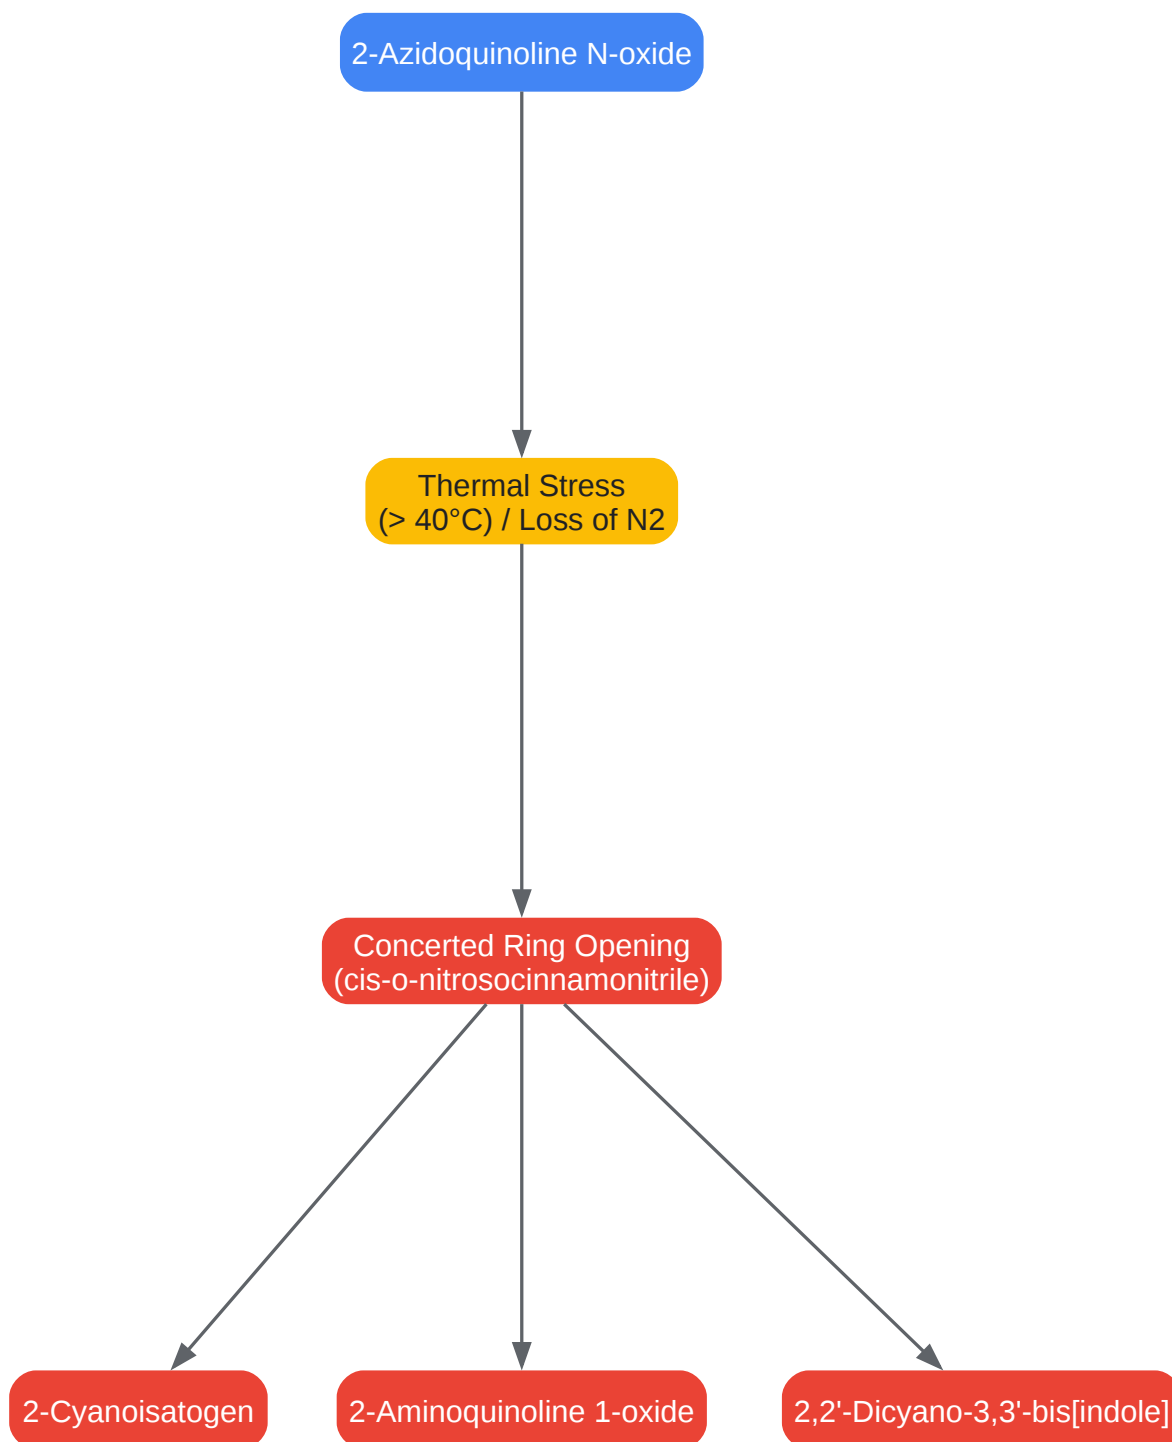 2-Azidoquinoline N-oxide
Thermal Stress
(> 40°C) / Loss of N2
Concerted Ring Opening
(cis-o-nitrosocinnamonitrile)
2-Cyanoisatogen
2-Aminoquinoline 1-oxide
2,2'-Dicyano-3,3'-bis[indole]